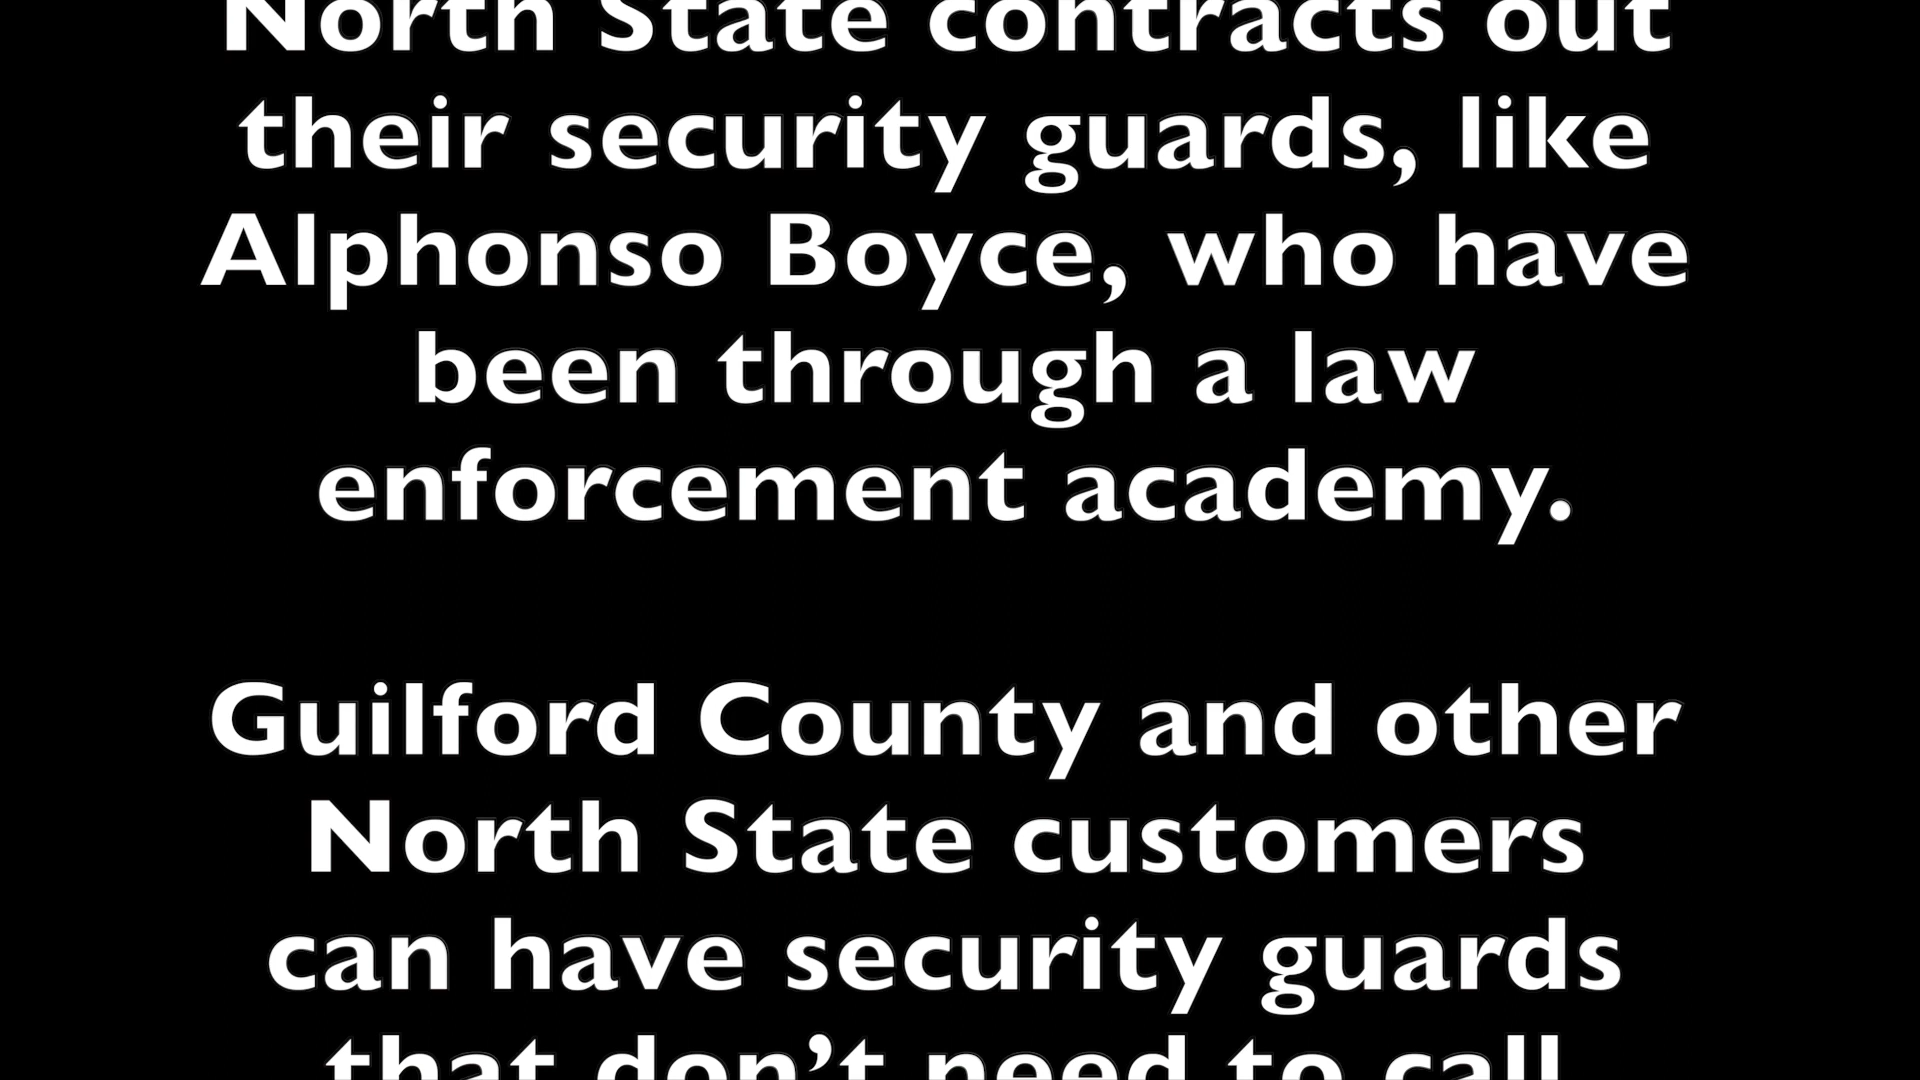 North State contracts out
their security guards, like
Alphonso Boyce, who have
been through a law
enforcement academy.
Guilford County and other
North State customers
can have security guards
that don’t need to call